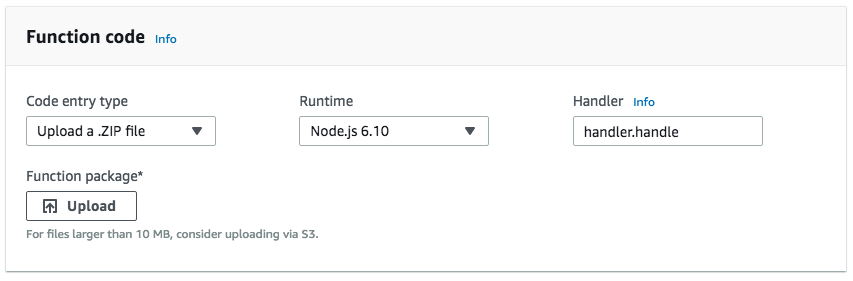 Function code Info
Code entry type Runtime Handler Info
Upload a .ZIP file Node.js 6.10 handler.handle
Function package*
Upload
For files larger than 10 MB, consider uploading via S3.